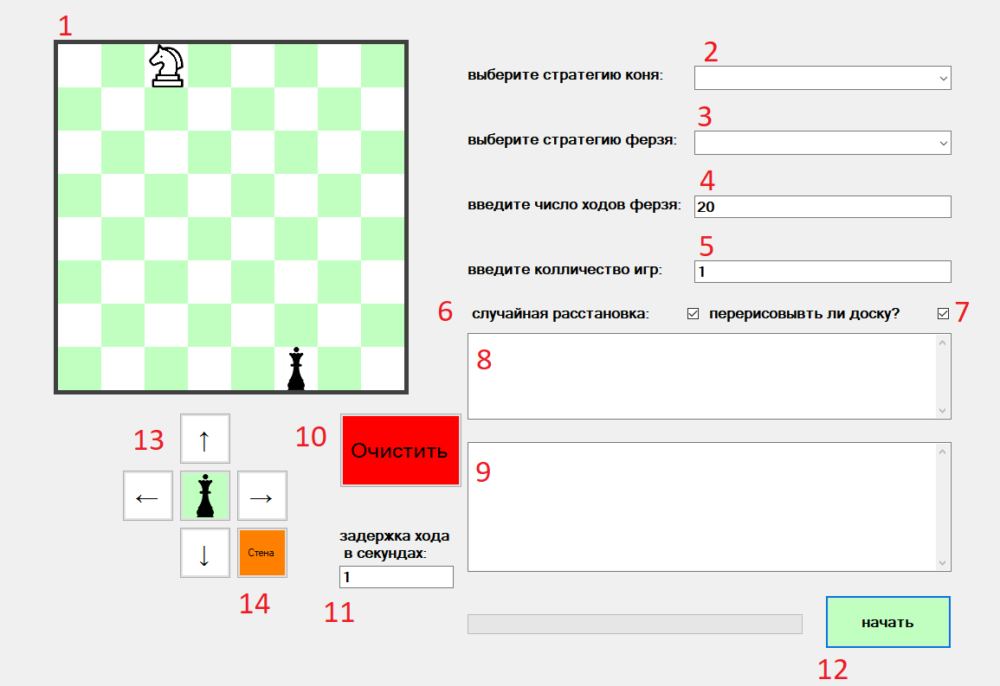 1
2
выберите стратегию коня:
3
выберите стратегию ферзя:
4
введите число ходов ферзя: 20
5
введите колличество игр: 1
6 случайная расстановка: перерисовывть ли доску? 7
8
9
10 Очистить
13 ↑
← →
↓ Стена
14
задержка хода
в секундах:
1
11
начать
12